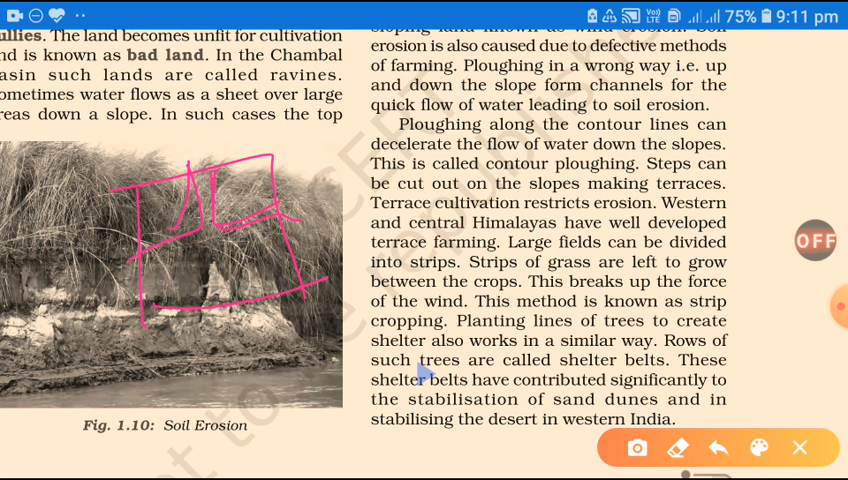 75% 9:11 pm
VoD
LTE
ullies. The land becomes unfit for cultivation
nd is known as bad land. In the Chambal
asin such lands are called ravines.
ometimes water flows as a sheet over large
reas down a slope. In such cases the top
Fig. 1.10: Soil Erosion
erosion is also caused due to defective methods
of farming. Ploughing in a wrong way i.e. up
and down the slope form channels for the
quick flow of water leading to soil erosion.
Ploughing along the contour lines can
decelerate the flow of water down the slopes.
This is called contour ploughing. Steps can
be cut out on the slopes making terraces.
Terrace cultivation restricts erosion. Western
and central Himalayas have well developed
terrace farming. Large fields can be divided
into strips. Strips of grass are left to grow
between the crops. This breaks up the force
of the wind. This method is known as strip
cropping. Planting lines of trees to create
shelter also works in a similar way. Rows of
such trees are called shelter belts. These
shelter belts have contributed significantly to
the stabilisation of sand dunes and in
stabilising the desert in western India.
OFF